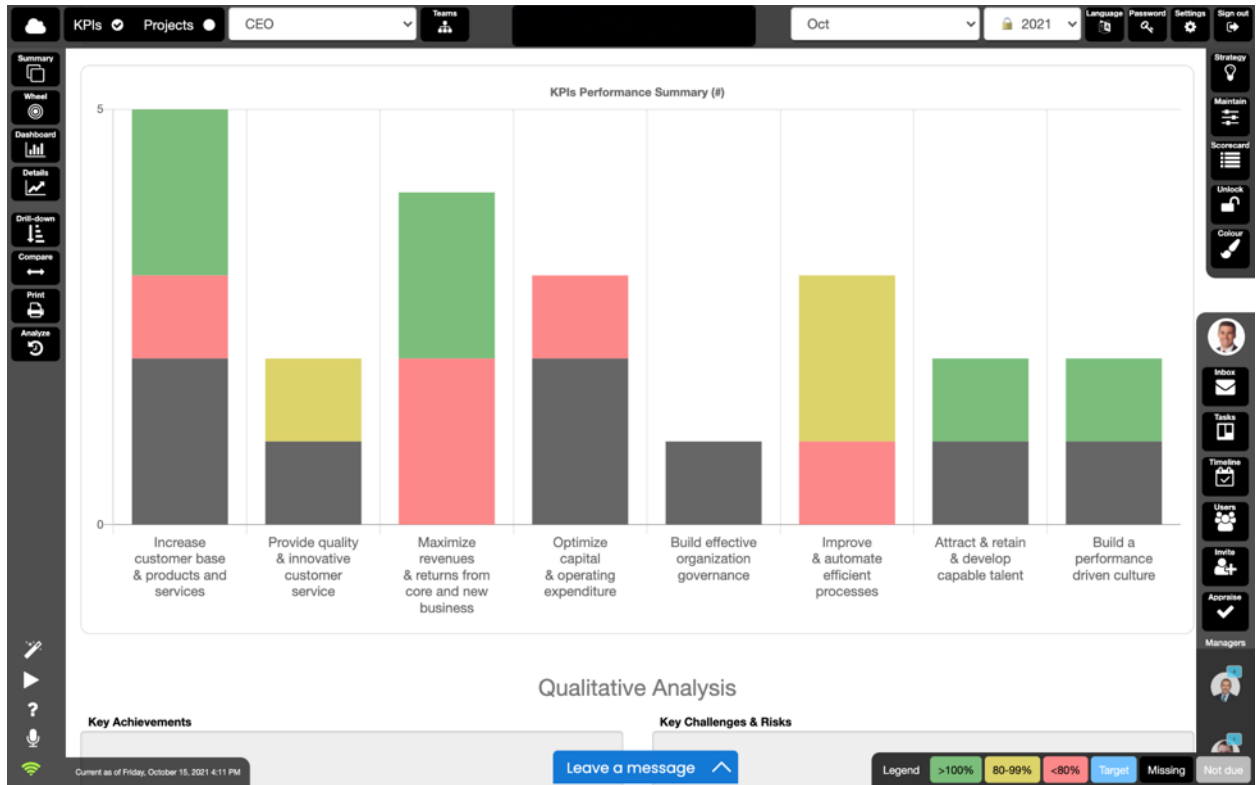 KPIs
Projects
CEO
Teams
Oct
2021
Language
Password
Settings
Sign out
Summary
Wheel
Dashboard
Details
Drill-down
Compare
Print
Analyze
Strategy
Maintain
Scorecard
Unlock
Colour
Inbox
Tasks
Timeline
Users
Invite
Appraise
Managers
KPIs Performance Summary (#)
5
0
Increase
customer base
& products and
services
Provide quality
& innovative
customer
service
Maximize
revenues
& returns from
core and new
business
Optimize
capital
& operating
expenditure
Build effective
organization
governance
Improve
& automate
efficient
processes
Attract & retain
& develop
capable talent
Build a
performance
driven culture
Qualitative Analysis
Key Achievements
Key Challenges & Risks
?
Current as of Friday, October 15, 2021 4:11 PM
Leave a message
Legend
>100%
80-99%
<80%
Target
Missing
Not due